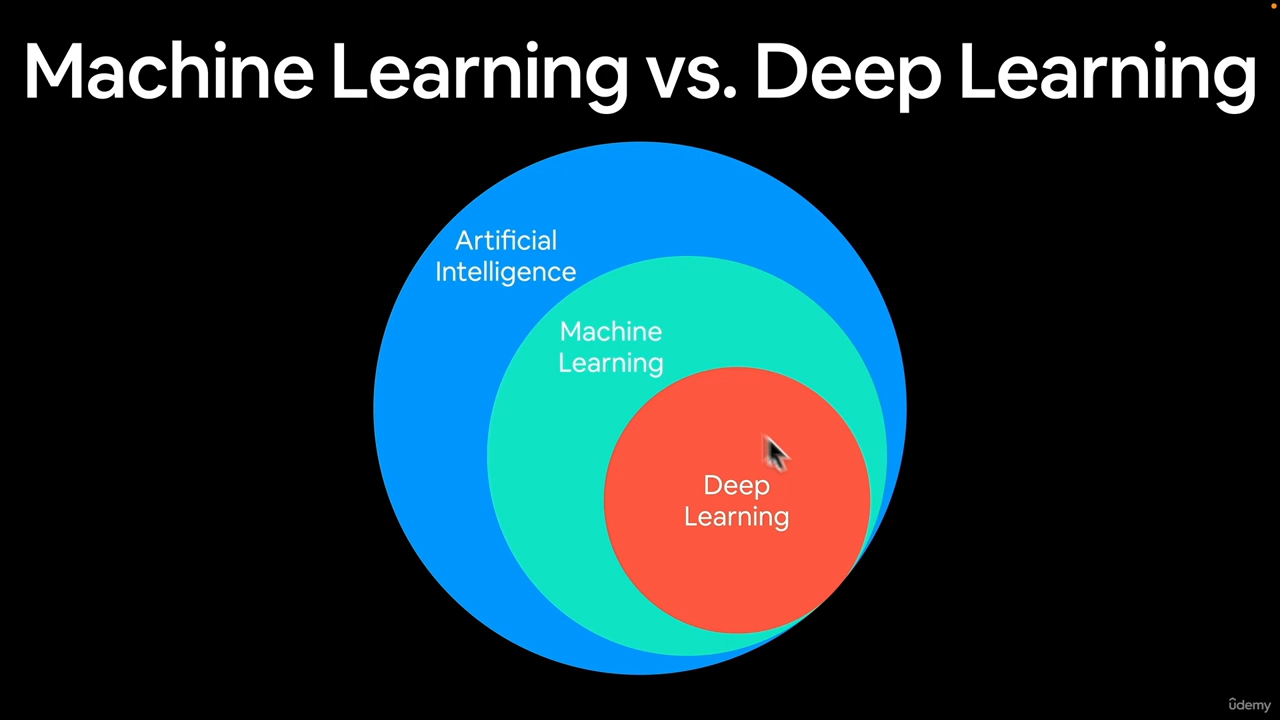 Machine Learning vs. Deep Learning
Artificial
Intelligence
Machine
Learning
Deep
Learning
ûdemy